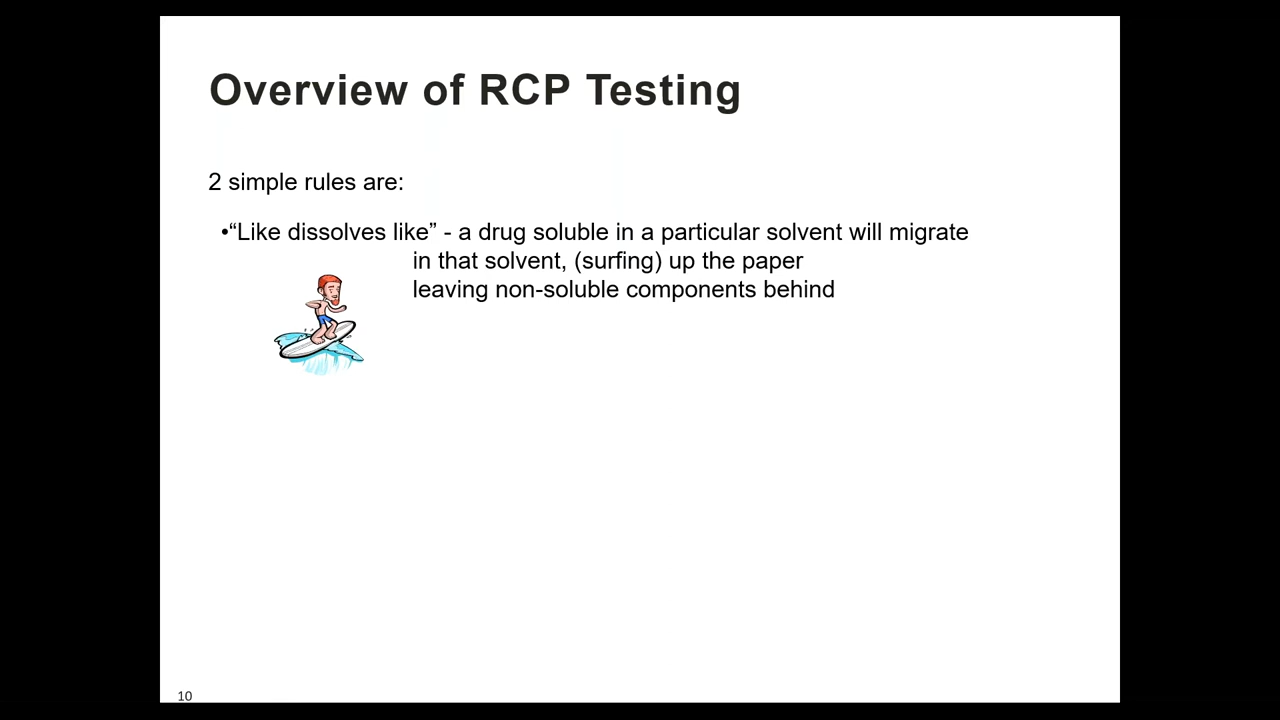 Overview of RCP Testing
2 simple rules are:
•“Like dissolves like” - a drug soluble in a particular solvent will migrate
in that solvent, (surfing) up the paper
leaving non-soluble components behind
10